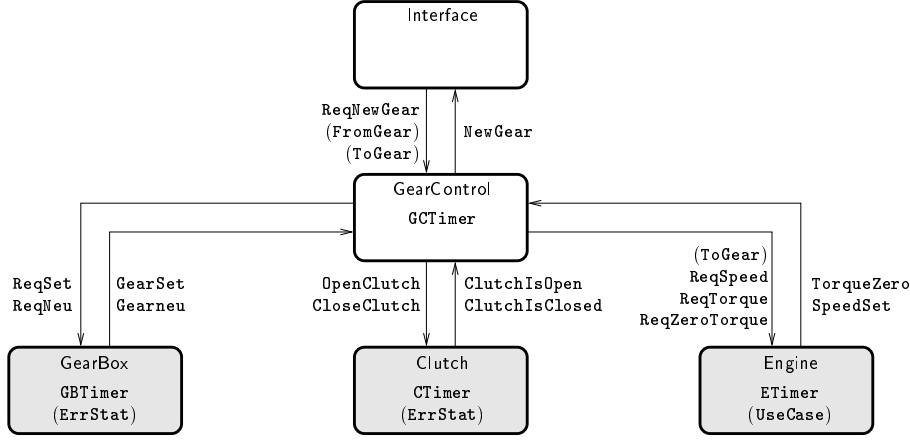 Interface
ReqNewGear
(FromGear)
(ToGear)
NewGear
GearControl
GCTimer
ReqSet
ReqNeu
GearSet
Gearneu
OpenClutch
CloseClutch
ClutchIsOpen
ClutchIsClosed
(ToGear)
ReqSpeed
ReqTorque
ReqZeroTorque
TorqueZero
SpeedSet
GearBox
GBTimer
(ErrStat)
Clutch
CTimer
(ErrStat)
Engine
ETimer
(UseCase)